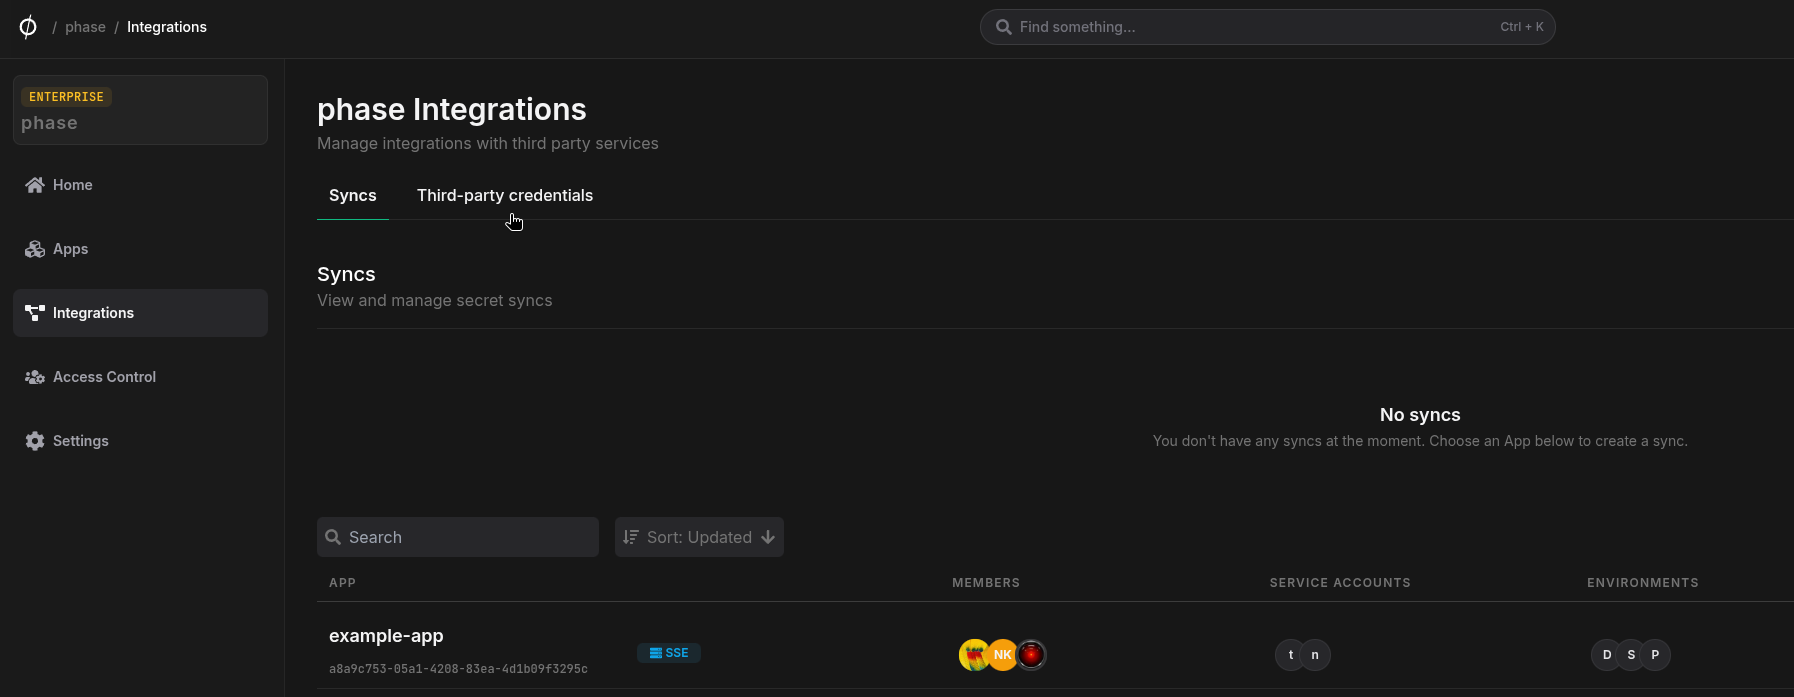 / phase / Integrations
Find something...
Ctrl + K
ENTERPRISE
phase
Home
Apps
Integrations
Access Control
Settings
phase Integrations
Manage integrations with third party services
Syncs
Third-party credentials
Syncs
View and manage secret syncs
No syncs
You don't have any syncs at the moment. Choose an App below to create a sync.
Search
Sort: Updated
APP
MEMBERS
SERVICE ACCOUNTS
ENVIRONMENTS
example-app
a8a9c753-05a1-4208-83ea-4d1b09f3295c
SSE
NK
t
n
D
S
P